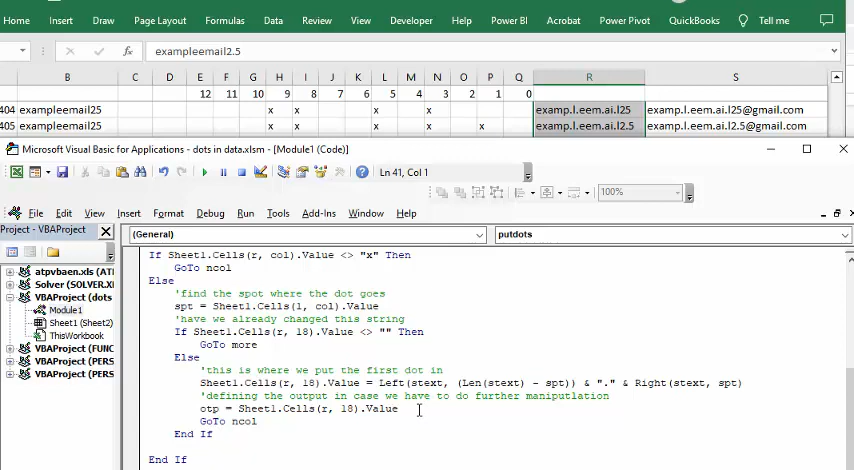 Home Insert Draw Page Layout Formulas Data Review View Developer Help Power BI Acrobat Power Pivot QuickBooks Tell me
fx exampleemail2.5
B C D E F G H I J K L M N O P Q R S
12 11 10 9 8 7 6 5 4 3 2 1 0
404 exampleemail25 x x x x examp.l.eem.ai.l25 examp.l.eem.ai.l25@gmail.com
405 exampleemail25 x x x x x examp.l.eem.ai.l2.5 examp.l.eem.ai.l2.5@gmail.com
Microsoft Visual Basic for Applications - dots in data.xlsm - [Module1 (Code)]
Ln 41, Col 1
100%
File Edit View Insert Format Debug Run Tools Add-Ins Window Help
Project - VBAProject
(General) putdots
atpvbaen.xls (AT
Solver (SOLVER.X
VBAProject (dots
Module1
Sheet1 (Sheet2)
ThisWorkbook
VBAProject (FUNC
VBAProject (PERS
VBAProject (PERS
If Sheet1.Cells(r, col).Value <> "x" Then
GoTo ncol
Else
'find the spot where the dot goes
spt = Sheet1.Cells(1, col).Value
'have we already changed this string
If Sheet1.Cells(r, 18).Value <> "" Then
GoTo more
Else
'this is where we put the first dot in
Sheet1.Cells(r, 18).Value = Left(stext, (Len(stext) - spt)) & "." & Right(stext, spt)
'defining the output in case we have to do further maniputlation
otp = Sheet1.Cells(r, 18).Value
GoTo ncol
End If
End If